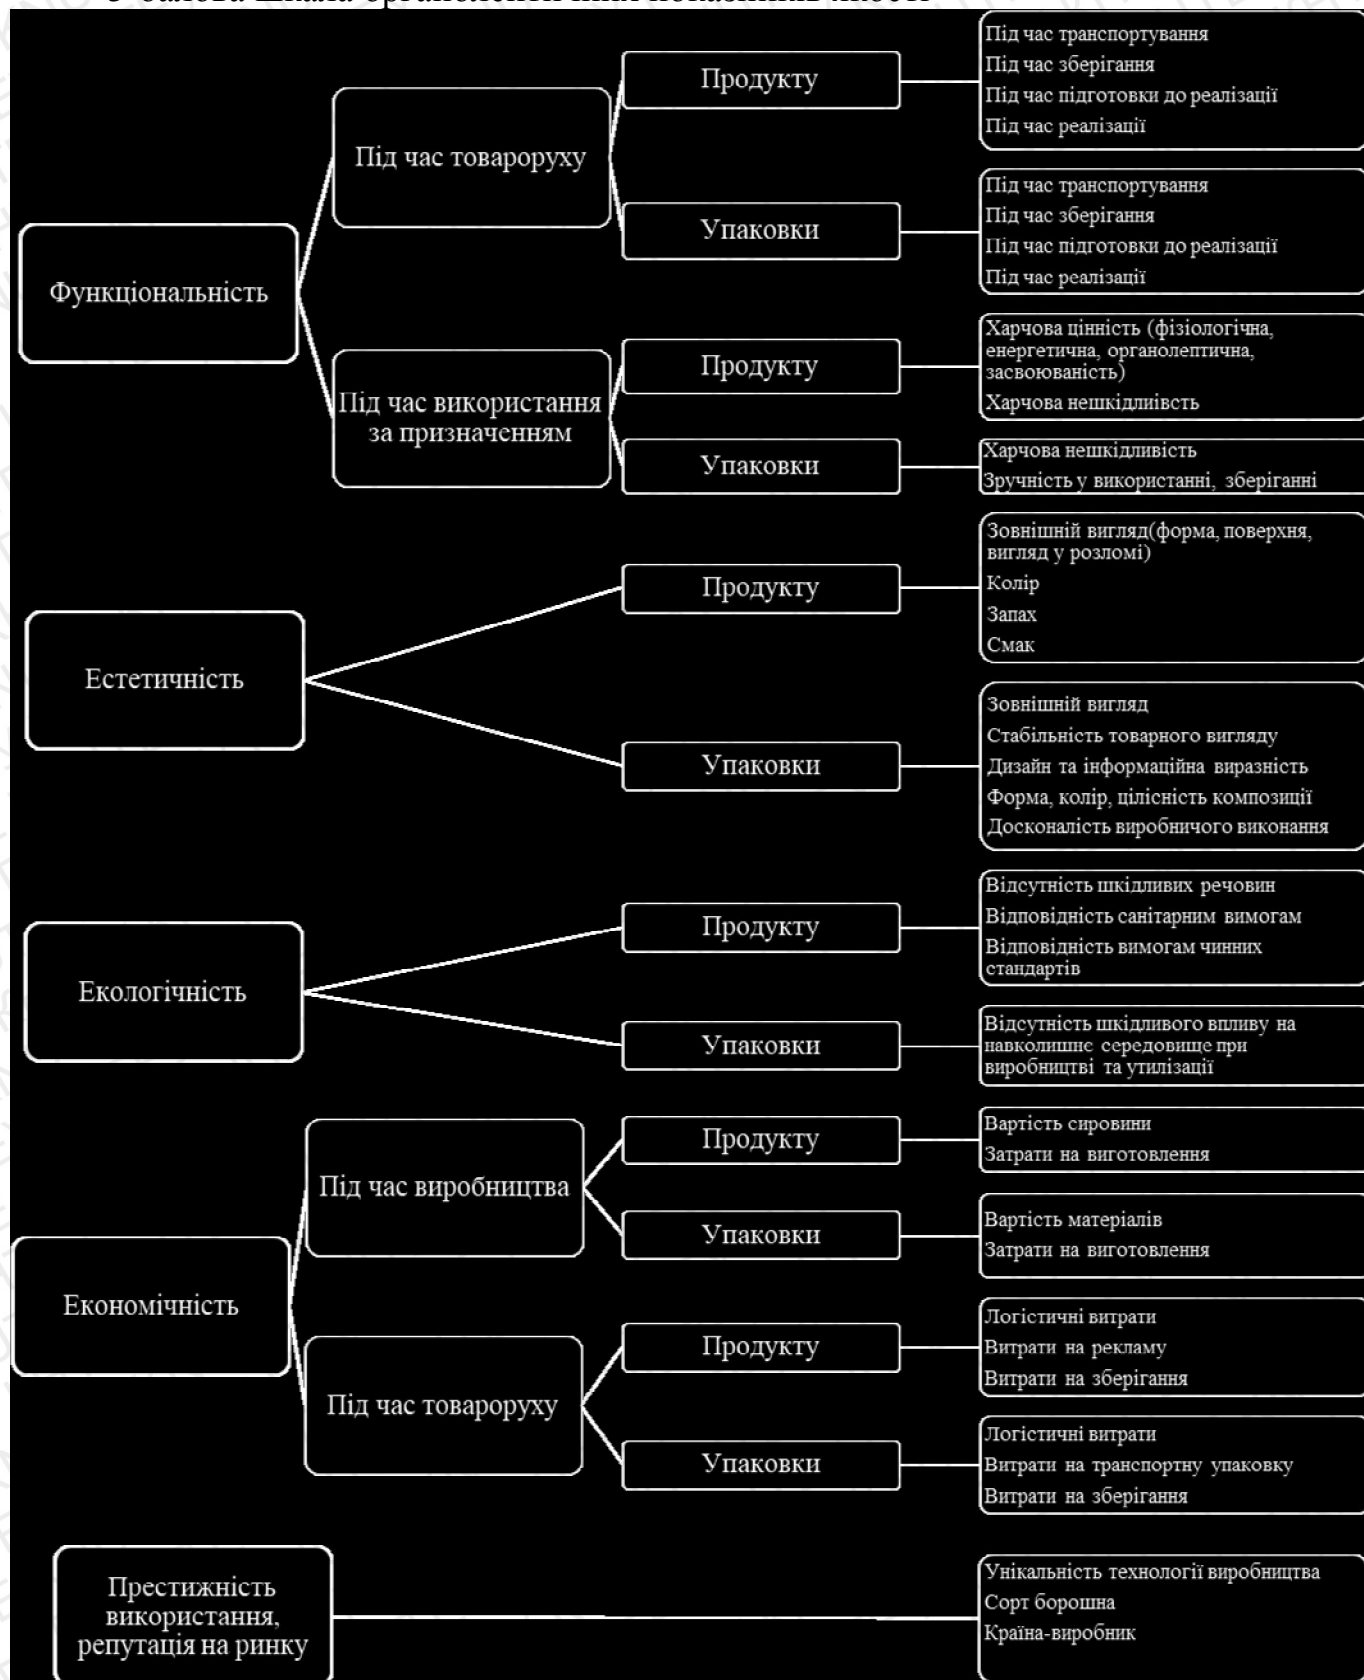 5-балова шкала органолептичних показників якості
Функціональність
Під час товароруху
Продукту
Під час транспортування
Під час зберігання
Під час підготовки до реалізації
Під час реалізації
Упаковки
Під час транспортування
Під час зберігання
Під час підготовки до реалізації
Під час реалізації
Під час використання
за призначенням
Продукту
Харчова цінність (фізіологічна,
енергетична, органолептична,
засвоюваність)
Харчова нешкідлиівсть
Упаковки
Харчова нешкідливість
Зручність у використанні, зберіганні
Естетичність
Продукту
Зовнішній вигляд(форма, поверхня,
вигляд у розломі)
Колір
Запах
Смак
Упаковки
Зовнішній вигляд
Стабільність товарного вигляду
Дизайн та інформаційна виразність
Форма, колір, цілісність композиції
Досконалість виробничого виконання
Екологічність
Продукту
Відсутність шкідливих речовин
Відповідність санітарним вимогам
Відповідність вимогам чинних
стандартів
Упаковки
Відсутність шкідливого впливу на
навколишнє середовище при
виробництві та утилізації
Економічність
Під час виробництва
Продукту
Вартість сировини
Затрати на виготовлення
Упаковки
Вартість матеріалів
Затрати на виготовлення
Під час товароруху
Продукту
Логістичні витрати
Витрати на рекламу
Витрати на зберігання
Упаковки
Логістичні витрати
Витрати на транспортну упаковку
Витрати на зберігання
Престижність
використання,
репутація на ринку
Унікальність технології виробництва
Сорт борошна
Країна-виробник